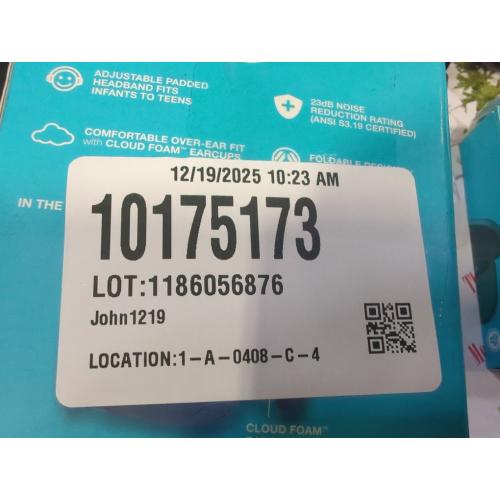 ADJUSTABLE PADDED
HEADBAND FITS
INFANTS TO TEENS
23dB NOISE
REDUCTION RATING
(ANSI S3.19 CERTIFIED)
COMFORTABLE OVER-EAR FIT
with CLOUD FOAM™ EARCUPS
FOLDABLE
IN THE
12/19/2025 10:23 AM
10175173
LOT:1186056876
John1219
LOCATION:1-A-0408-C-4
CLOUD FOAM™